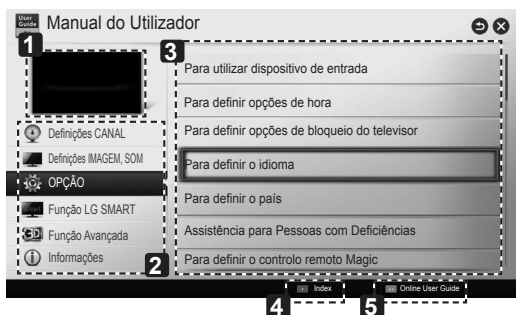 User
Guide
Manual do Utilizador
1
3
Para utilizar dispositivo de entrada
Para definir opções de hora
Para definir opções de bloqueio do televisor
Para definir o idioma
Para definir o país
Assistência para Pessoas com Deficiências
Para definir o controlo remoto Magic
Definições CANAL
Definições IMAGEM, SOM
OPÇÃO
Função LG SMART
3D Função Avançada
Informações
2
Index
Online User Guide
4
5